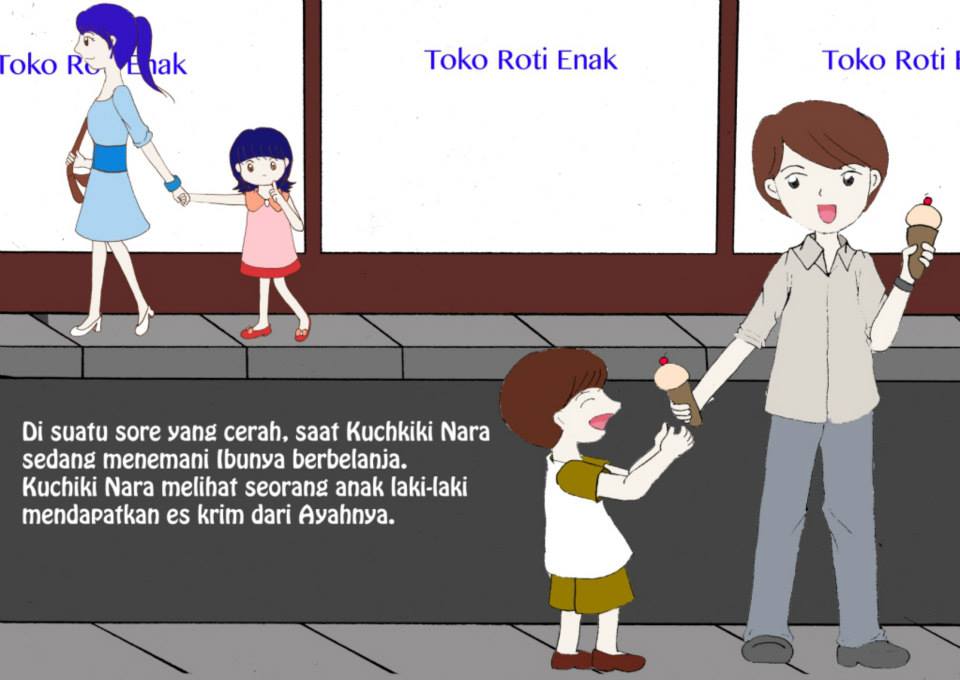 Toko Roti Enak
Toko Roti Enak
Toko Roti E
Di suatu sore yang cerah, saat Kuchkiki Nara
sedang menemani Ibunya berbelanja.
Kuchiki Nara melihat seorang anak laki-laki
mendapatkan es krim dari Ayahnya.